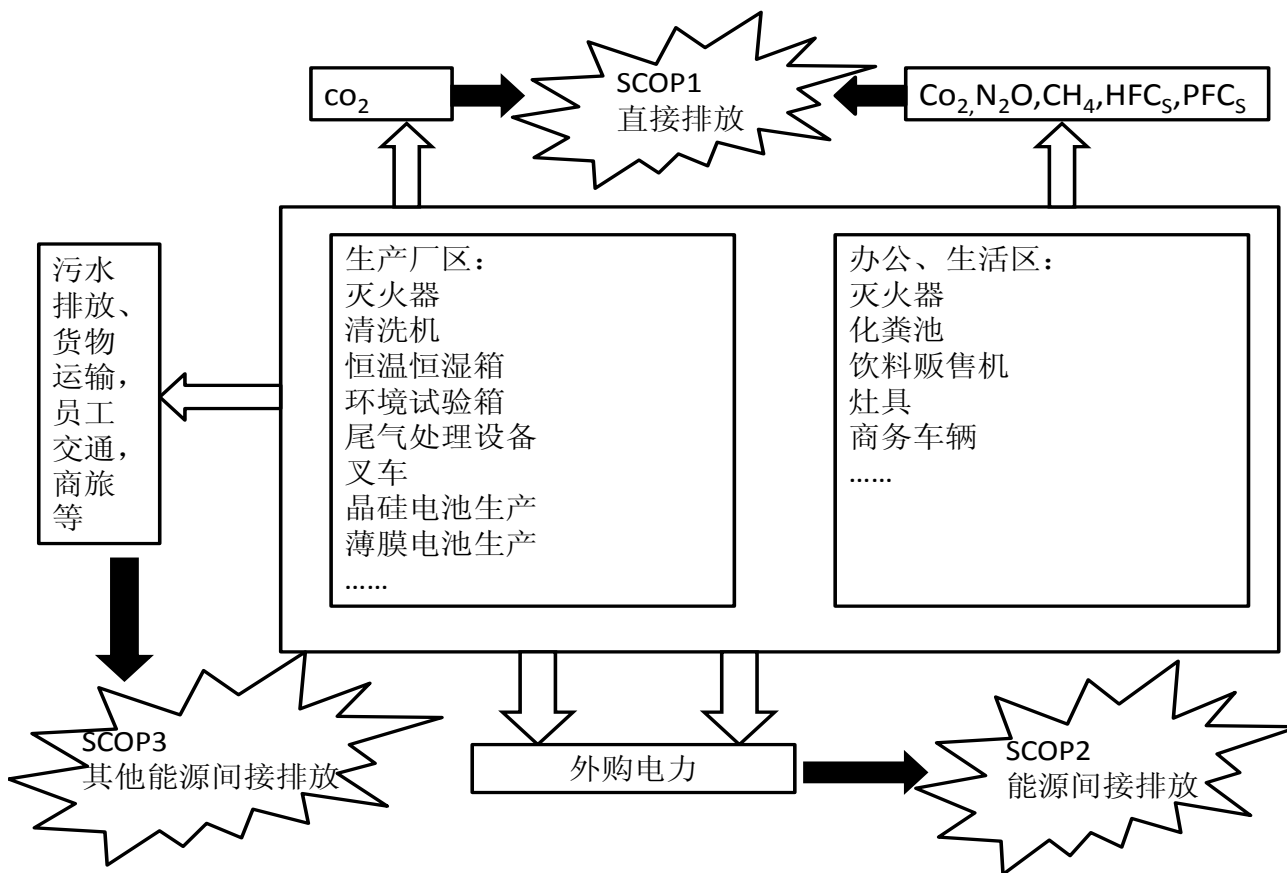 SCOP1
直接排放
co₂
Co₂,N₂O,CH₄,HFCₛ,PFCₛ
污水
排放、
货物
运输，
员工
交通，
商旅
等
生产厂区：
灭火器
清洗机
恒温恒湿箱
环境试验箱
尾气处理设备
叉车
晶硅电池生产
薄膜电池生产
......
办公、生活区：
灭火器
化粪池
饮料贩售机
灶具
商务车辆
......
SCOP3
其他能源间接排放
外购电力
SCOP2
能源间接排放